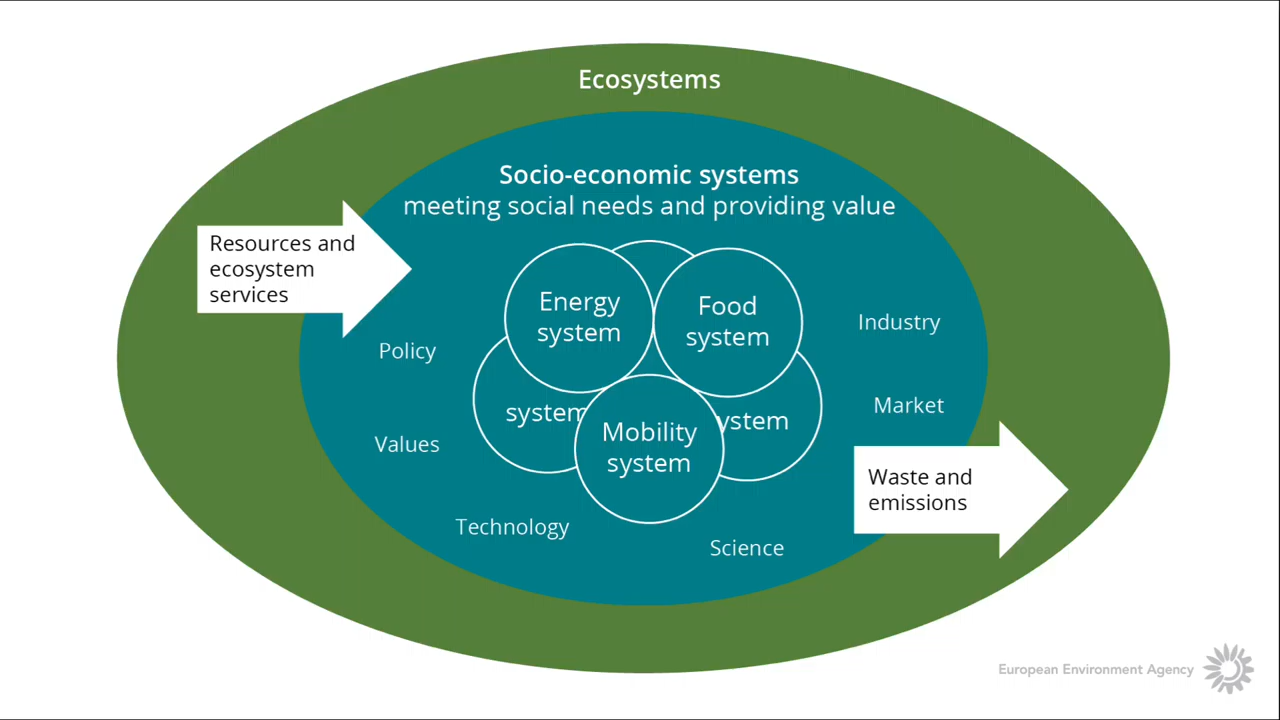 Ecosystems
Socio-economic systems
meeting social needs and providing value
Resources and
ecosystem
services
Energy
system
Food
system
Industry
Policy
Market
system
ystem
Mobility
system
Values
Waste and
emissions
Technology
Science
European Environment Agency